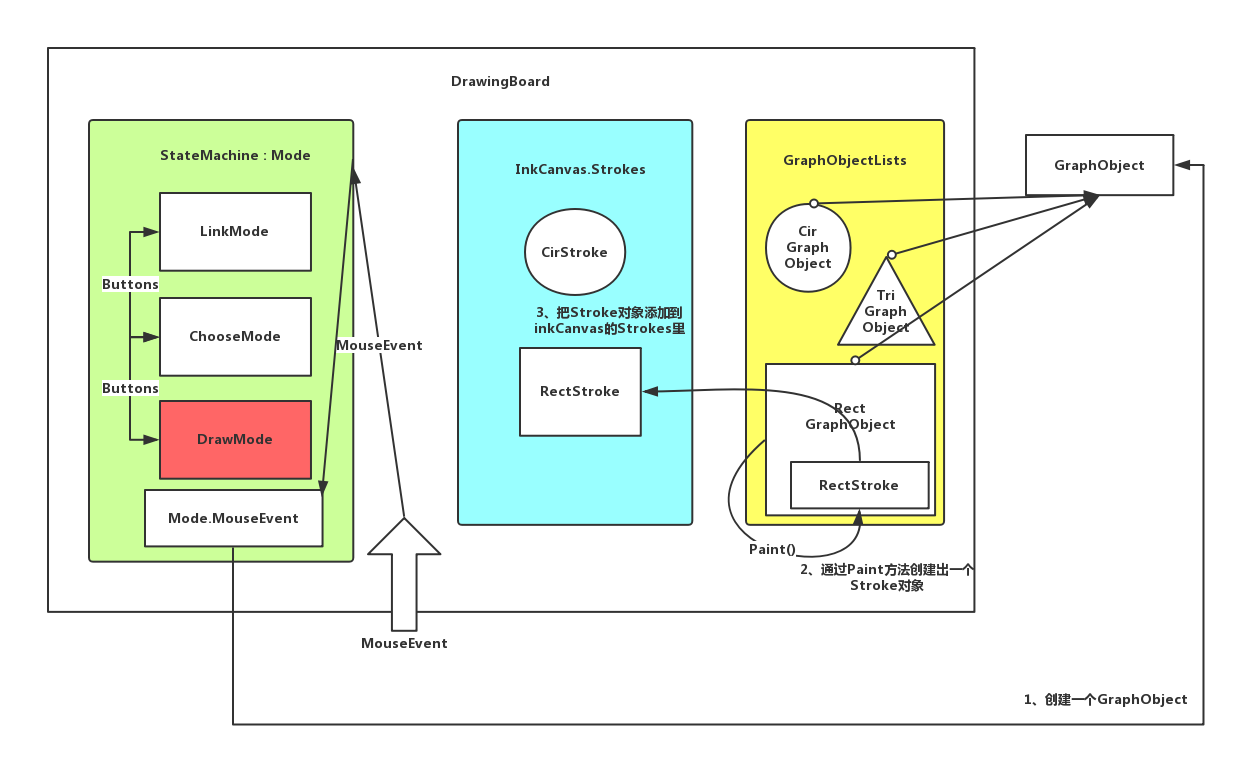 DrawingBoard
StateMachine : Mode
LinkMode
Buttons
ChooseMode
Buttons
DrawMode
Mode.MouseEvent
MouseEvent
MouseEvent
InkCanvas.Strokes
CirStroke
3、把Stroke对象添加到
inkCanvas的Strokes里
RectStroke
GraphObjectLists
Cir
Graph
Object
Tri
Graph
Object
Rect
GraphObject
RectStroke
Paint()
2、通过Paint方法创建出一个
Stroke对象
GraphObject
1、创建一个GraphObject